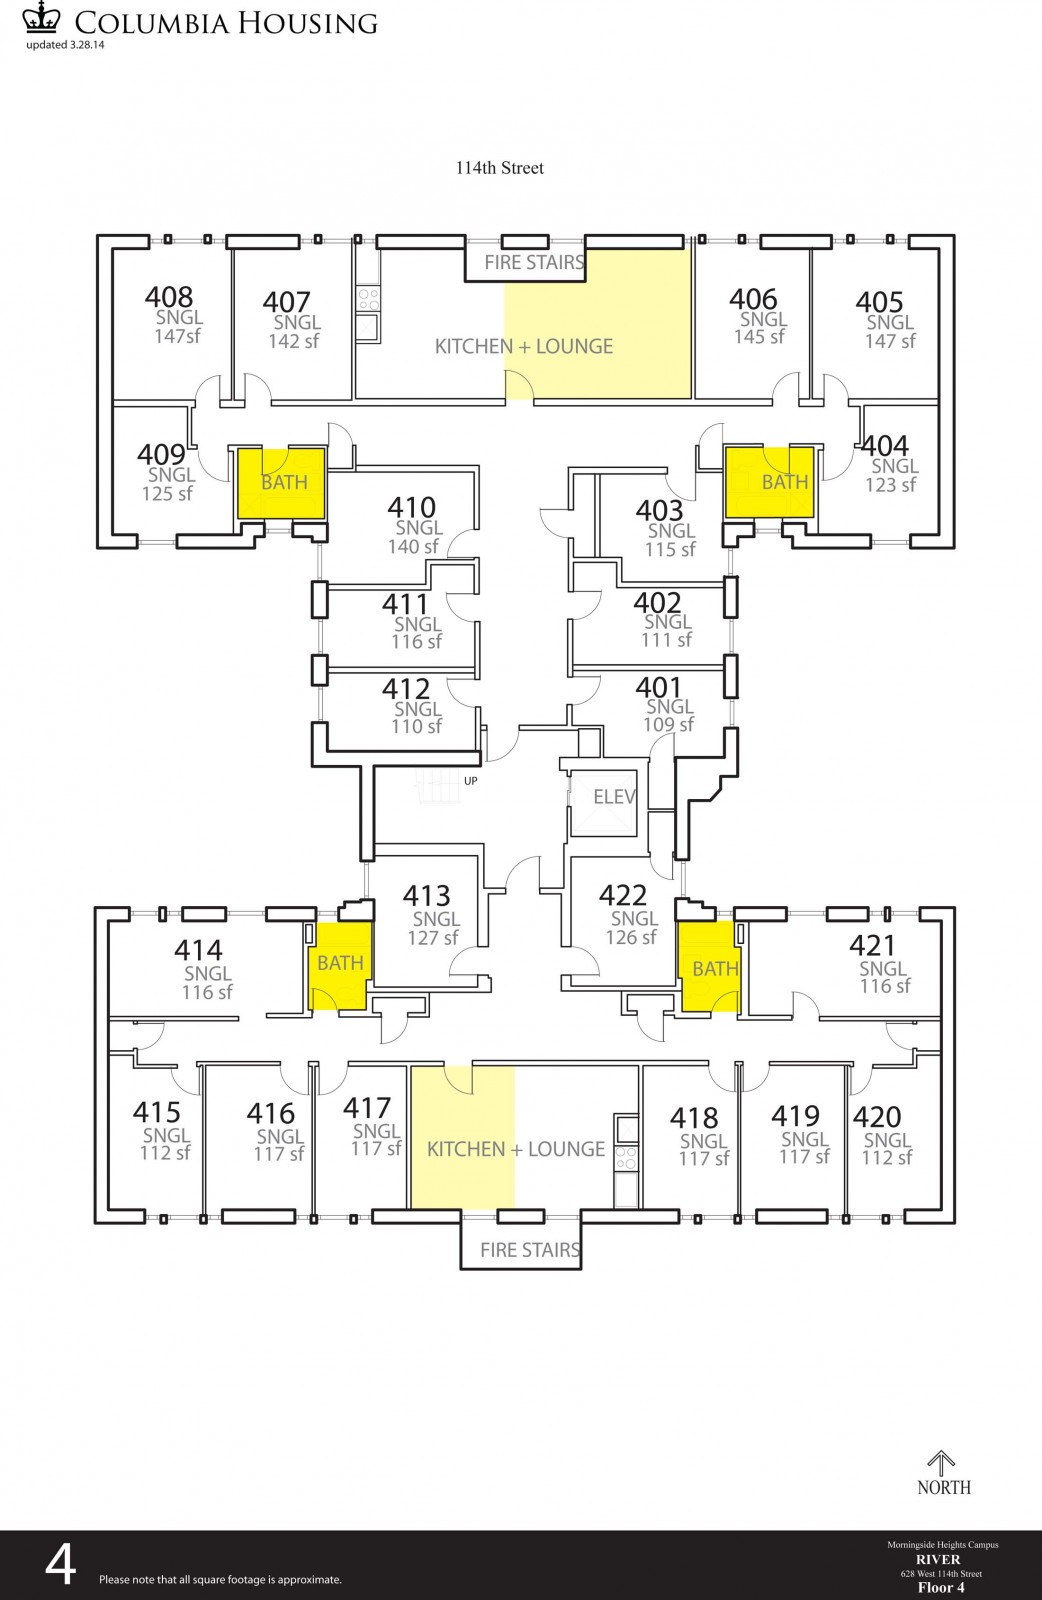 COLUMBIA HOUSING
updated 3.28.14
114th Street
FIRE STAIRS
408
SNGL
147sf
407
SNGL
142 sf
KITCHEN + LOUNGE
406
SNGL
145 sf
405
SNGL
147 sf
409
SNGL
125 sf
BATH
410
SNGL
140 sf
403
SNGL
115 sf
BATH
404
SNGL
123 sf
411
SNGL
116 sf
402
SNGL
111 sf
412
SNGL
110 sf
401
SNGL
109 sf
UP
ELEV
413
SNGL
127 sf
422
SNGL
126 sf
414
SNGL
116 sf
BATH
BATH
421
SNGL
116 sf
415
SNGL
112 sf
416
SNGL
117 sf
417
SNGL
117 sf
KITCHEN + LOUNGE
418
SNGL
117 sf
419
SNGL
117 sf
420
SNGL
112 sf
FIRE STAIRS
NORTH
4
Please note that all square footage is approximate.
Morningside Heights Campus
RIVER
628 West 114th Street
Floor 4